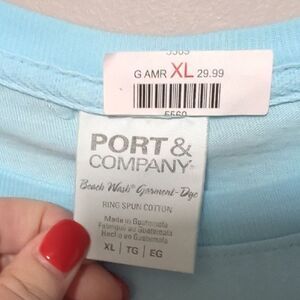 G AMR XL 29.99
5560
PORT &
COMPANY
Beach Wash® Garment-Dye
RING SPUN COTTON
Made in Guatemala
Fabriqué au Guatemala
Hecho en Guatemala
XL | TG | EG